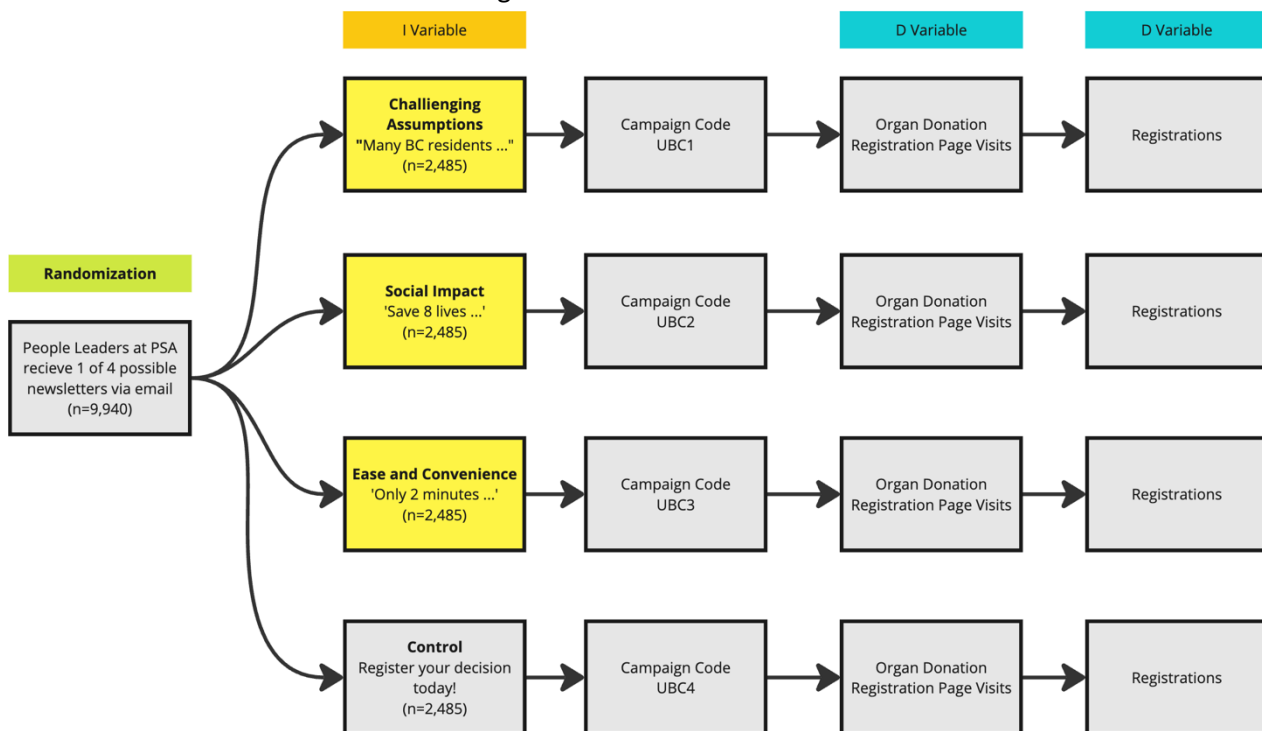 I Variable
D Variable
D Variable
Challienging
Assumptions
"Many BC residents ..."
(n=2,485)
Campaign Code
UBC1
Organ Donation
Registration Page Visits
Registrations
Randomization
People Leaders at PSA
recieve 1 of 4 possible
newsletters via email
(n=9,940)
Social Impact
'Save 8 lives ...'
(n=2,485)
Campaign Code
UBC2
Organ Donation
Registration Page Visits
Registrations
Ease and Convenience
'Only 2 minutes ...'
(n=2,485)
Campaign Code
UBC3
Organ Donation
Registration Page Visits
Registrations
Control
Register your decision
today!
(n=2,485)
Campaign Code
UBC4
Organ Donation
Registration Page Visits
Registrations